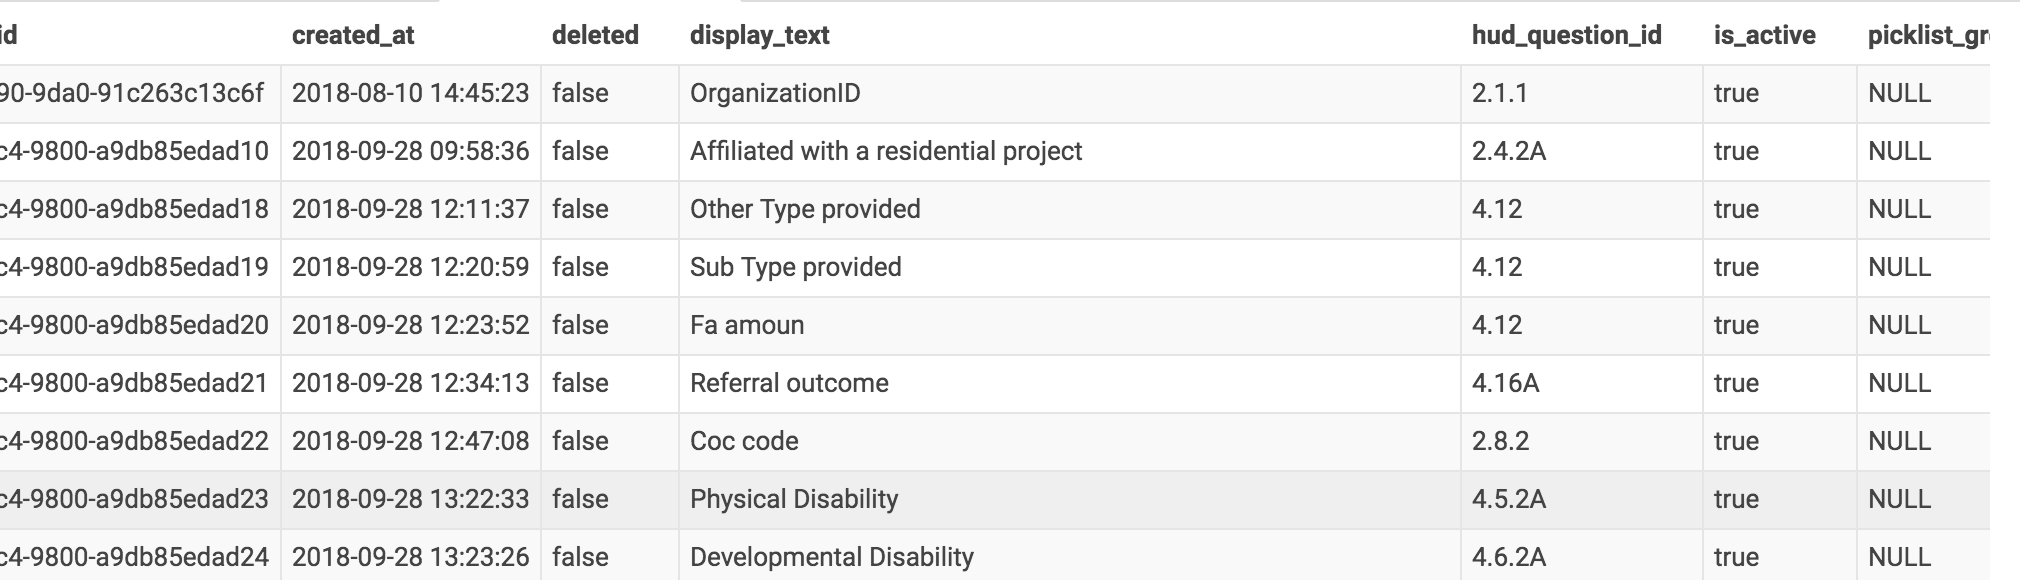 id created_at deleted display_text hud_question_id is_active picklist_gr
90-9da0-91c263c13c6f 2018-08-10 14:45:23 false OrganizationID 2.1.1 true NULL
c4-9800-a9db85edad10 2018-09-28 09:58:36 false Affiliated with a residential project 2.4.2A true NULL
c4-9800-a9db85edad18 2018-09-28 12:11:37 false Other Type provided 4.12 true NULL
c4-9800-a9db85edad19 2018-09-28 12:20:59 false Sub Type provided 4.12 true NULL
c4-9800-a9db85edad20 2018-09-28 12:23:52 false Fa amoun 4.12 true NULL
c4-9800-a9db85edad21 2018-09-28 12:34:13 false Referral outcome 4.16A true NULL
c4-9800-a9db85edad22 2018-09-28 12:47:08 false Coc code 2.8.2 true NULL
c4-9800-a9db85edad23 2018-09-28 13:22:33 false Physical Disability 4.5.2A true NULL
c4-9800-a9db85edad24 2018-09-28 13:23:26 false Developmental Disability 4.6.2A true NULL